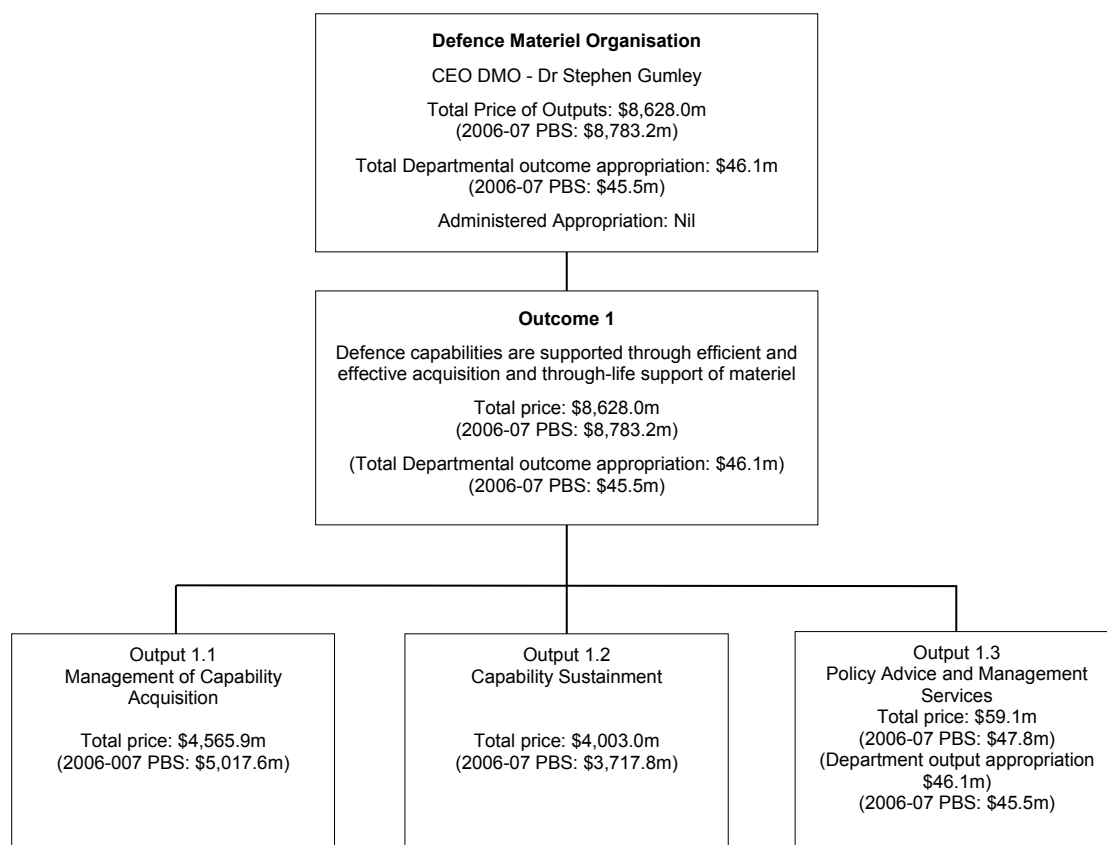 Defence Materiel Organisation
CEO DMO - Dr Stephen Gumley
Total Price of Outputs: $8,628.0m
(2006-07 PBS: $8,783.2m)
Total Departmental outcome appropriation: $46.1m
(2006-07 PBS: $45.5m)
Administered Appropriation: Nil
Outcome 1
Defence capabilities are supported through efficient and
effective acquisition and through-life support of materiel
Total price: $8,628.0m
(2006-07 PBS: $8,783.2m)
(Total Departmental outcome appropriation: $46.1m)
(2006-07 PBS: $45.5m)
Output 1.1
Management of Capability
Acquisition
Total price: $4,565.9m
(2006-007 PBS: $5,017.6m)
Output 1.2
Capability Sustainment
Total price: $4,003.0m
(2006-07 PBS: $3,717.8m)
Output 1.3
Policy Advice and Management
Services
Total price: $59.1m
(2006-07 PBS: $47.8m)
(Department output appropriation
$46.1m)
(2006-07 PBS: $45.5m)